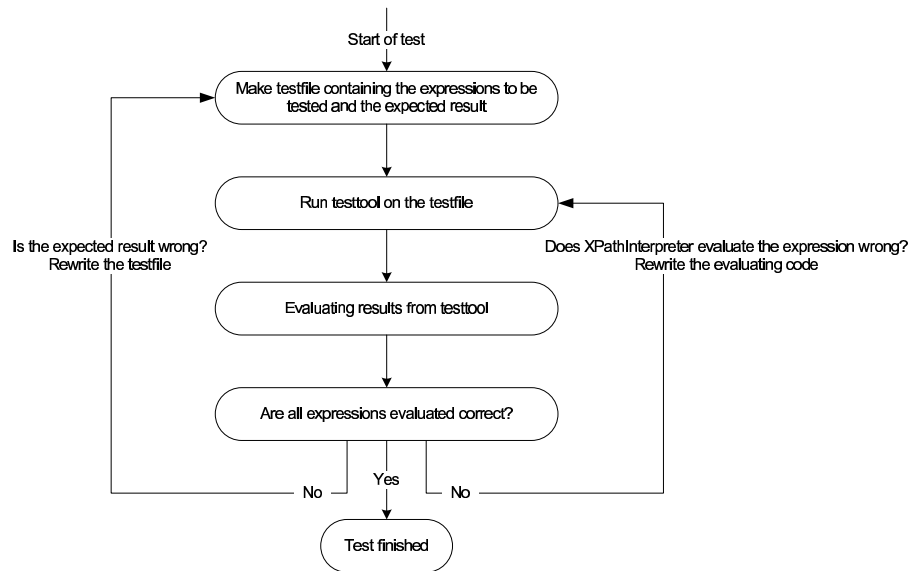 Start of test
Make testfile containing the expressions to be
tested and the expected result
Run testtool on the testfile
Is the expected result wrong?
Rewrite the testfile
Does XPathInterpreter evaluate the expression wrong?
Rewrite the evaluating code
Evaluating results from testtool
Are all expressions evaluated correct?
No
Yes
No
Test finished